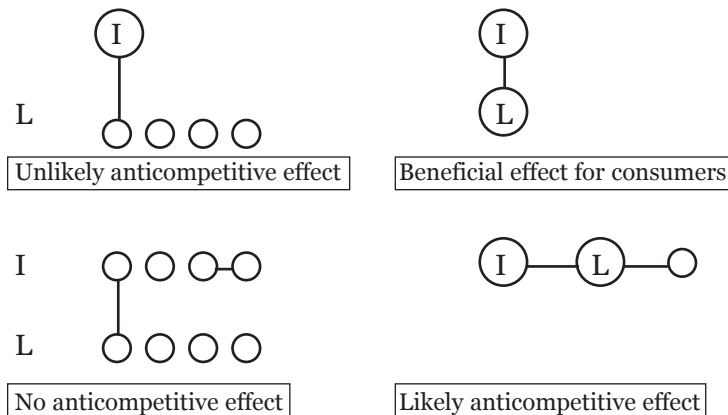 I
I
L
L
Unlikely anticompetitive effect
Beneficial effect for consumers
I
I
L
L
No anticompetitive effect
Likely anticompetitive effect